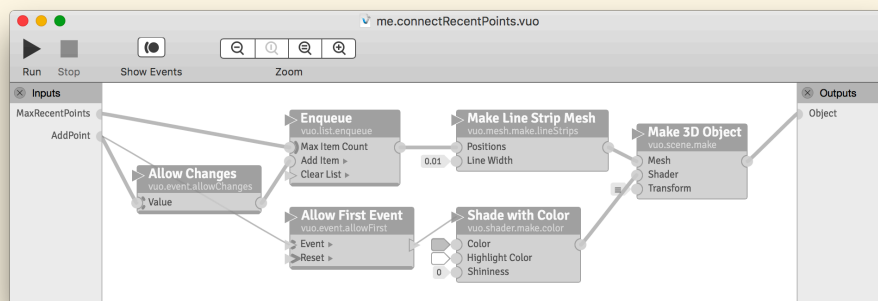 me.connectRecentPoints.vuo
Run Stop Show Events Zoom
Inputs
MaxRecentPoints
AddPoint
Allow Changes
vuo.event.allowChanges
Value
Enqueue
vuo.list.enqueue
Max Item Count
Add Item
Clear List
Allow First Event
vuo.event.allowFirst
Event
Reset
Make Line Strip Mesh
vuo.mesh.make.lineStrips
Positions
0.01 Line Width
Shade with Color
vuo.shader.make.color
Color
Highlight Color
0 Shininess
Make 3D Object
vuo.scene.make
Mesh
Shader
Transform
Outputs
Object